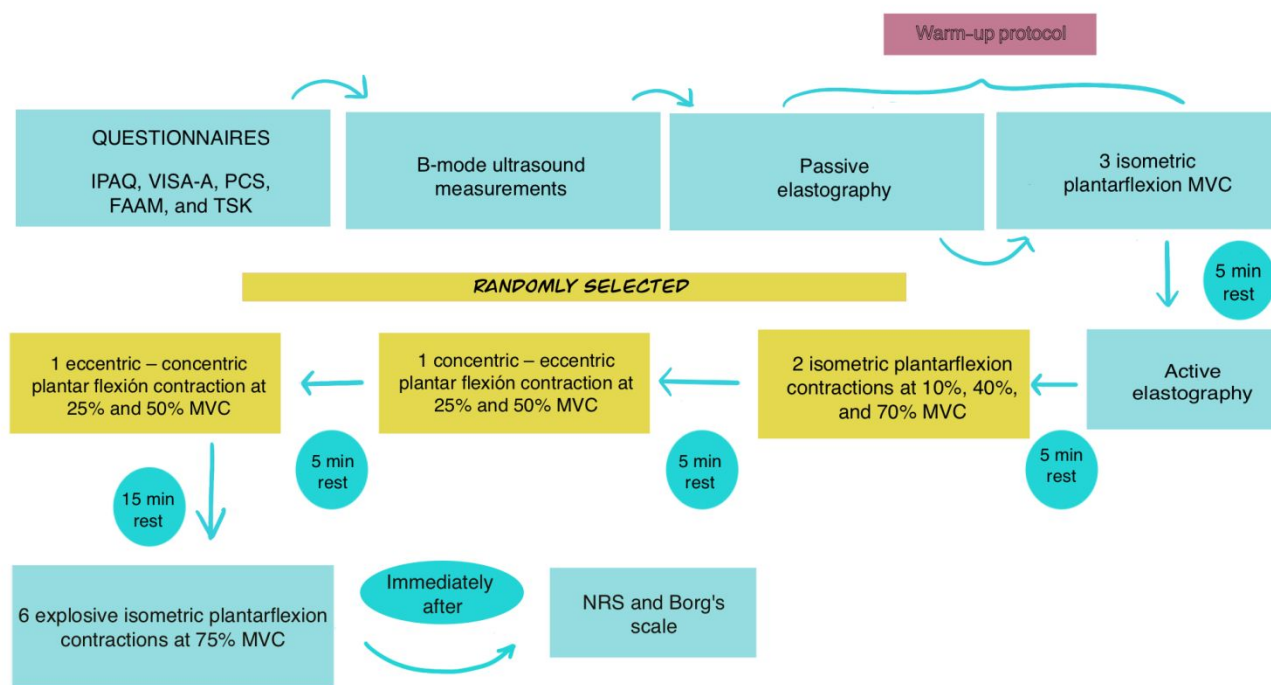 Warm-up protocol
QUESTIONNAIRES
IPAQ, VISA-A, PCS,
FAAM, and TSK
B-mode ultrasound
measurements
Passive
elastography
3 isometric
plantarflexion MVC
5 min
rest
RANDOMLY SELECTED
1 eccentric – concentric
plantar flexión contraction at
25% and 50% MVC
1 concentric – eccentric
plantar flexión contraction at
25% and 50% MVC
2 isometric plantarflexion
contractions at 10%, 40%,
and 70% MVC
Active
elastography
5 min
rest
5 min
rest
5 min
rest
15 min
rest
6 explosive isometric plantarflexion
contractions at 75% MVC
Immediately
after
NRS and Borg's
scale